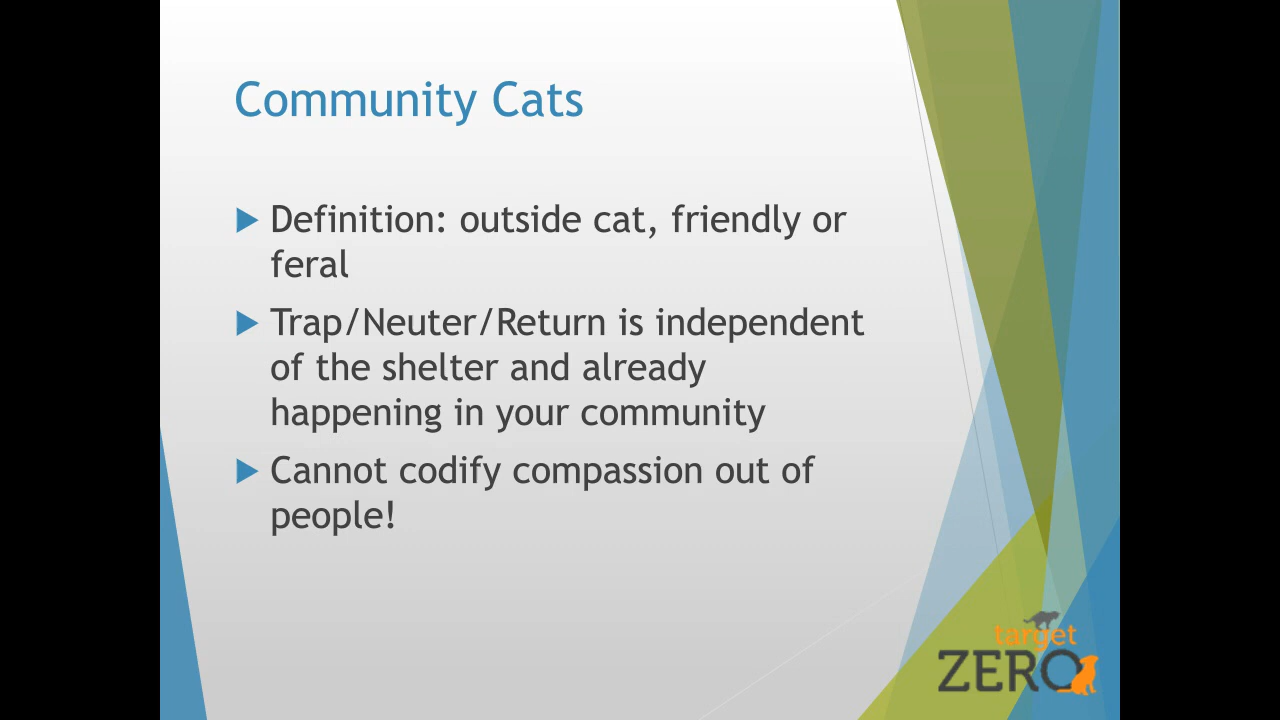 Community Cats
Definition: outside cat, friendly or
feral
Trap/Neuter/Return is independent
of the shelter and already
happening in your community
Cannot codify compassion out of
people!
target
ZERO